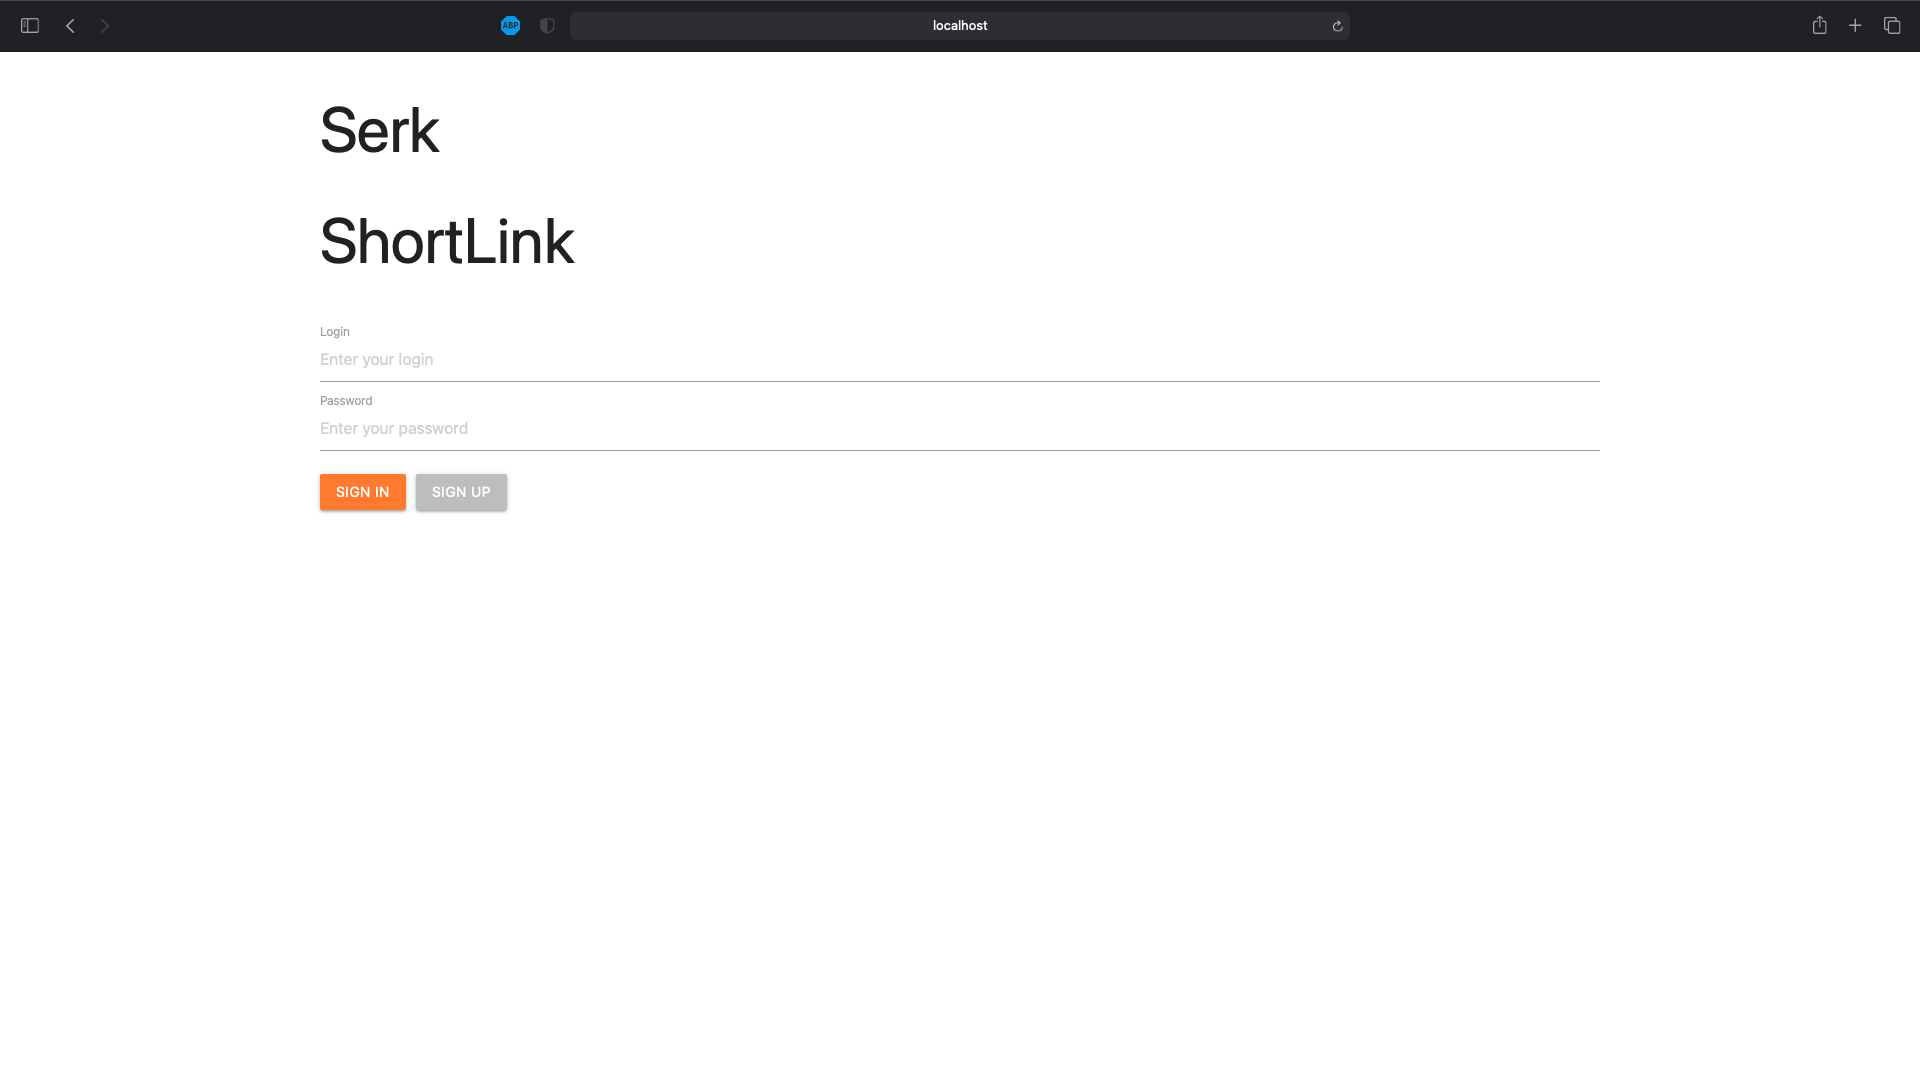 ABP
localhost
Serk
ShortLink
Login
Enter your login
Password
Enter your password
SIGN IN SIGN UP